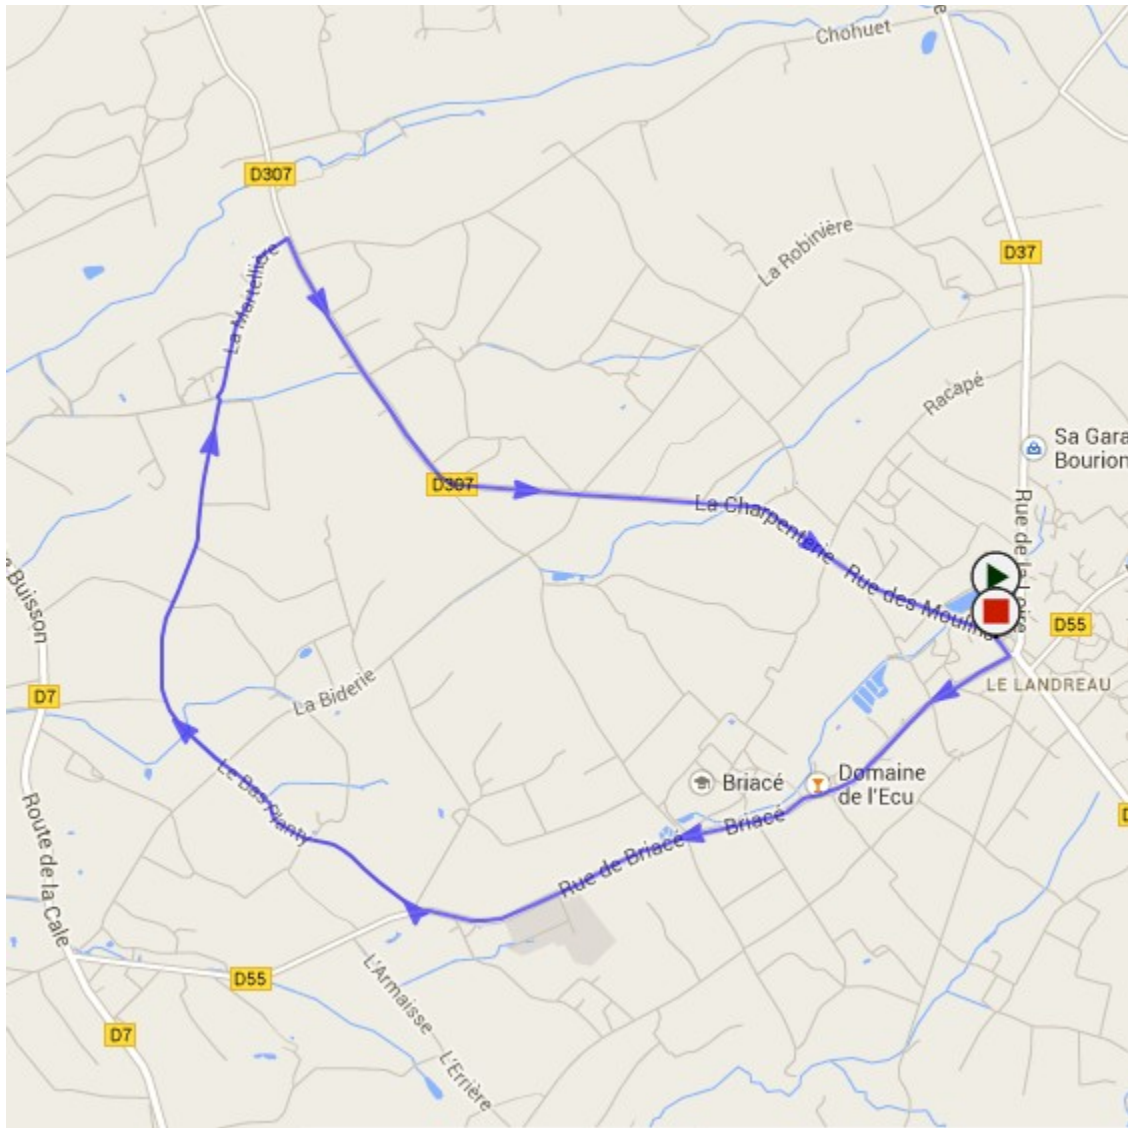 Chohuet
D307
La Robinière
D37
La Martellière
Racapé
Sa Gara
Bourion
D307
La Charpenterie
Rue de la Loire
Rue des Moulins
Buisson
D55
LE LANDREAU
La Biderie
D7
Briacé
Domaine
de l'Ecu
Le Bas Planty
Briacé
Route de la Cale
Rue de Briacé
L'Armaisse
D55
D7
L'Errière